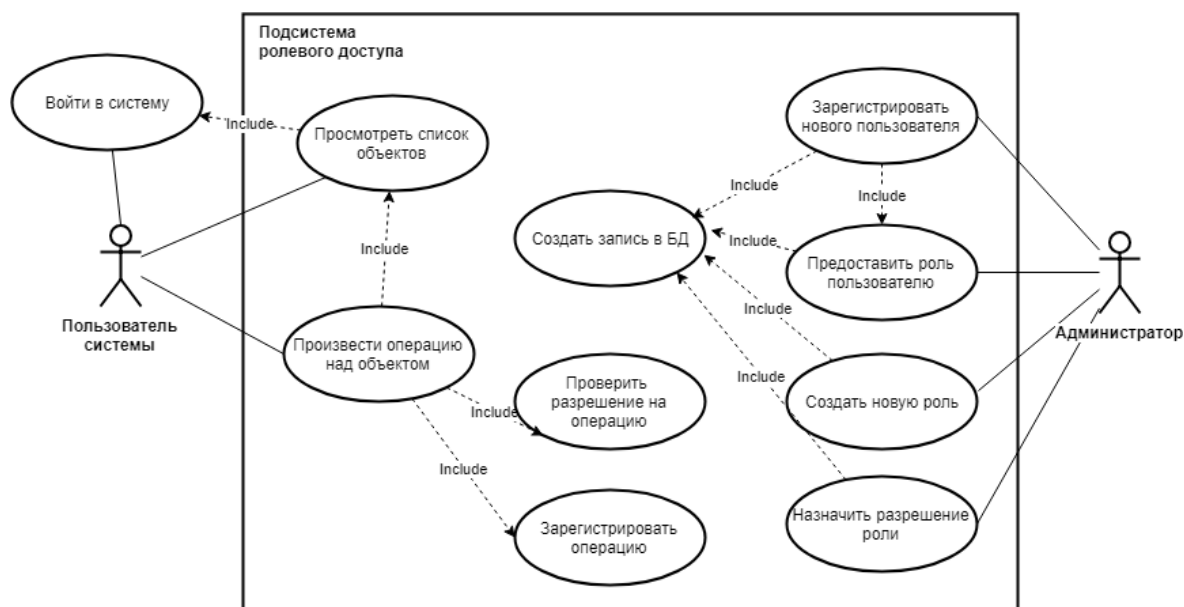 Подсистема
ролевого доступа
Войти в систему
Include
Просмотреть список
объектов
Зарегистрировать
нового пользователя
Include
Include
Создать запись в БД
Include
Include
Предоставить роль
пользователю
Пользователь
системы
Include
Администратор
Произвести операцию
над объектом
Проверить
разрешение на
операцию
Include
Include
Создать новую роль
Include
Зарегистрировать
операцию
Назначить разрешение
роли